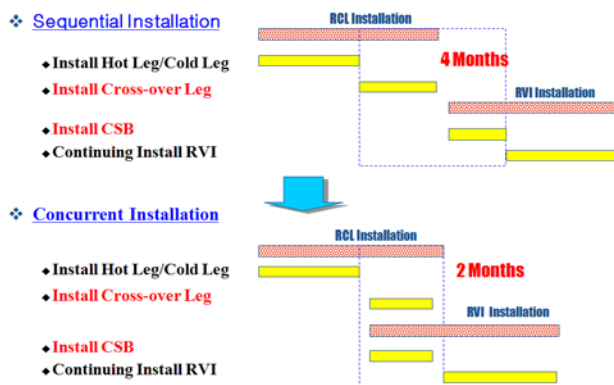 ❖ Sequential Installation
RCL Installation
◆Install Hot Leg/Cold Leg
4 Months
◆Install Cross-over Leg
RVI Installation
◆Install CSB
◆Continuing Install RVI
❖ Concurrent Installation
RCL Installation
◆Install Hot Leg/Cold Leg
2 Months
◆Install Cross-over Leg
RVI Installation
◆Install CSB
◆Continuing Install RVI